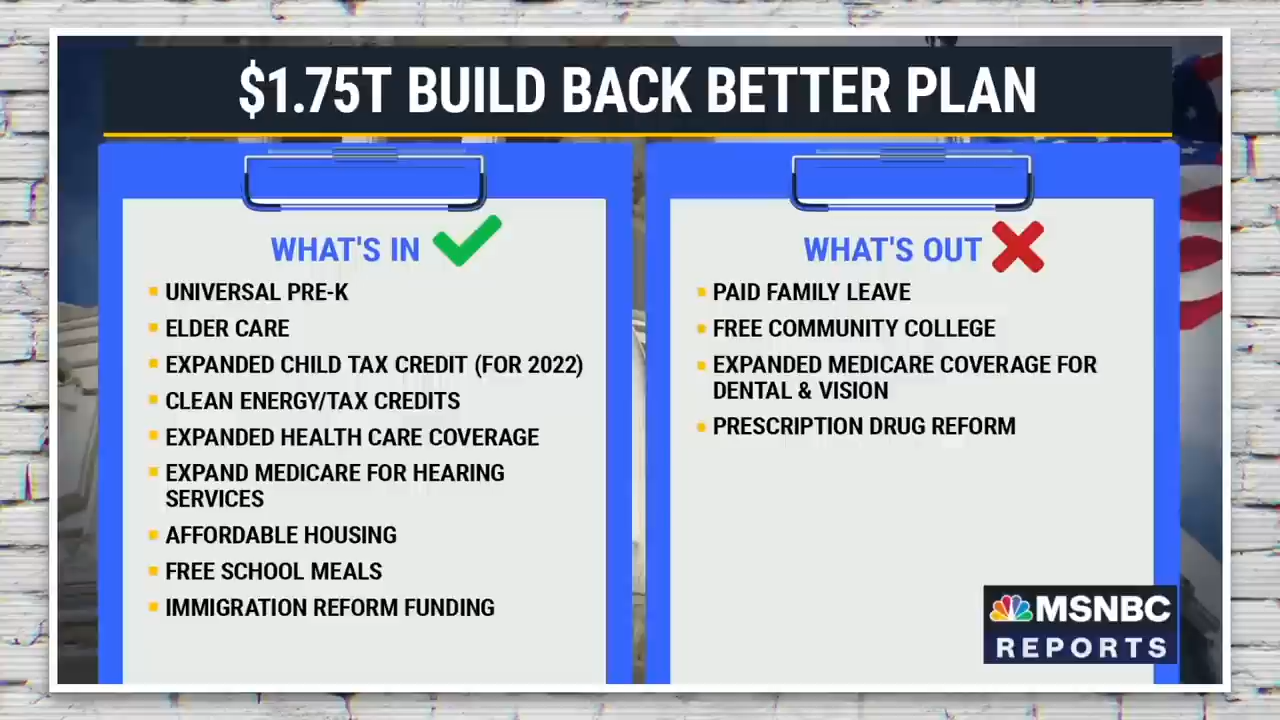 $1.75T BUILD BACK BETTER PLAN
WHAT'S IN
UNIVERSAL PRE-K
ELDER CARE
EXPANDED CHILD TAX CREDIT (FOR 2022)
CLEAN ENERGY/TAX CREDITS
EXPANDED HEALTH CARE COVERAGE
EXPAND MEDICARE FOR HEARING
SERVICES
AFFORDABLE HOUSING
FREE SCHOOL MEALS
IMMIGRATION REFORM FUNDING
WHAT'S OUT
PAID FAMILY LEAVE
FREE COMMUNITY COLLEGE
EXPANDED MEDICARE COVERAGE FOR
DENTAL & VISION
PRESCRIPTION DRUG REFORM
MSNBC
REPORTS